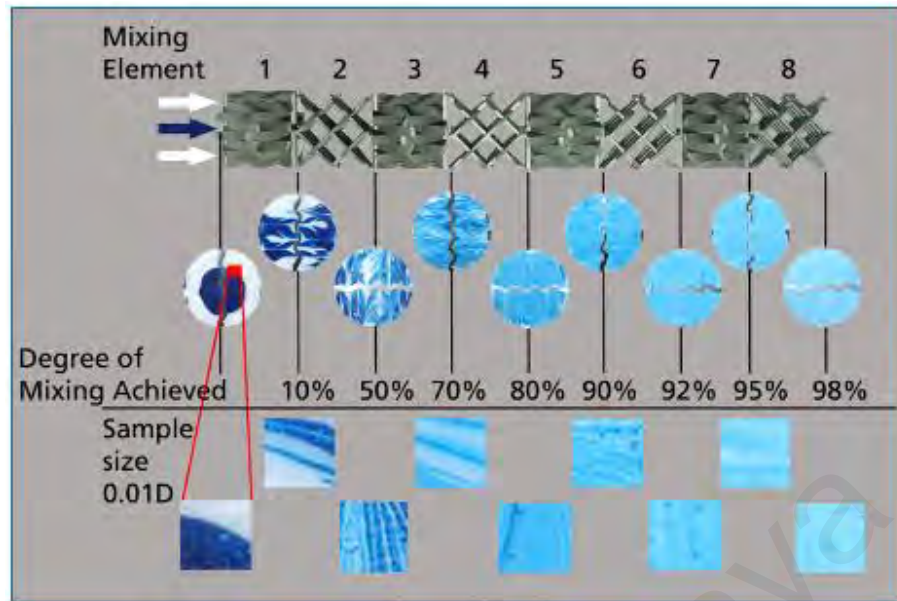 Mixing
Element 1 2 3 4 5 6 7 8
Degree of
Mixing Achieved 10% 50% 70% 80% 90% 92% 95% 98%
Sample
size
0.01D